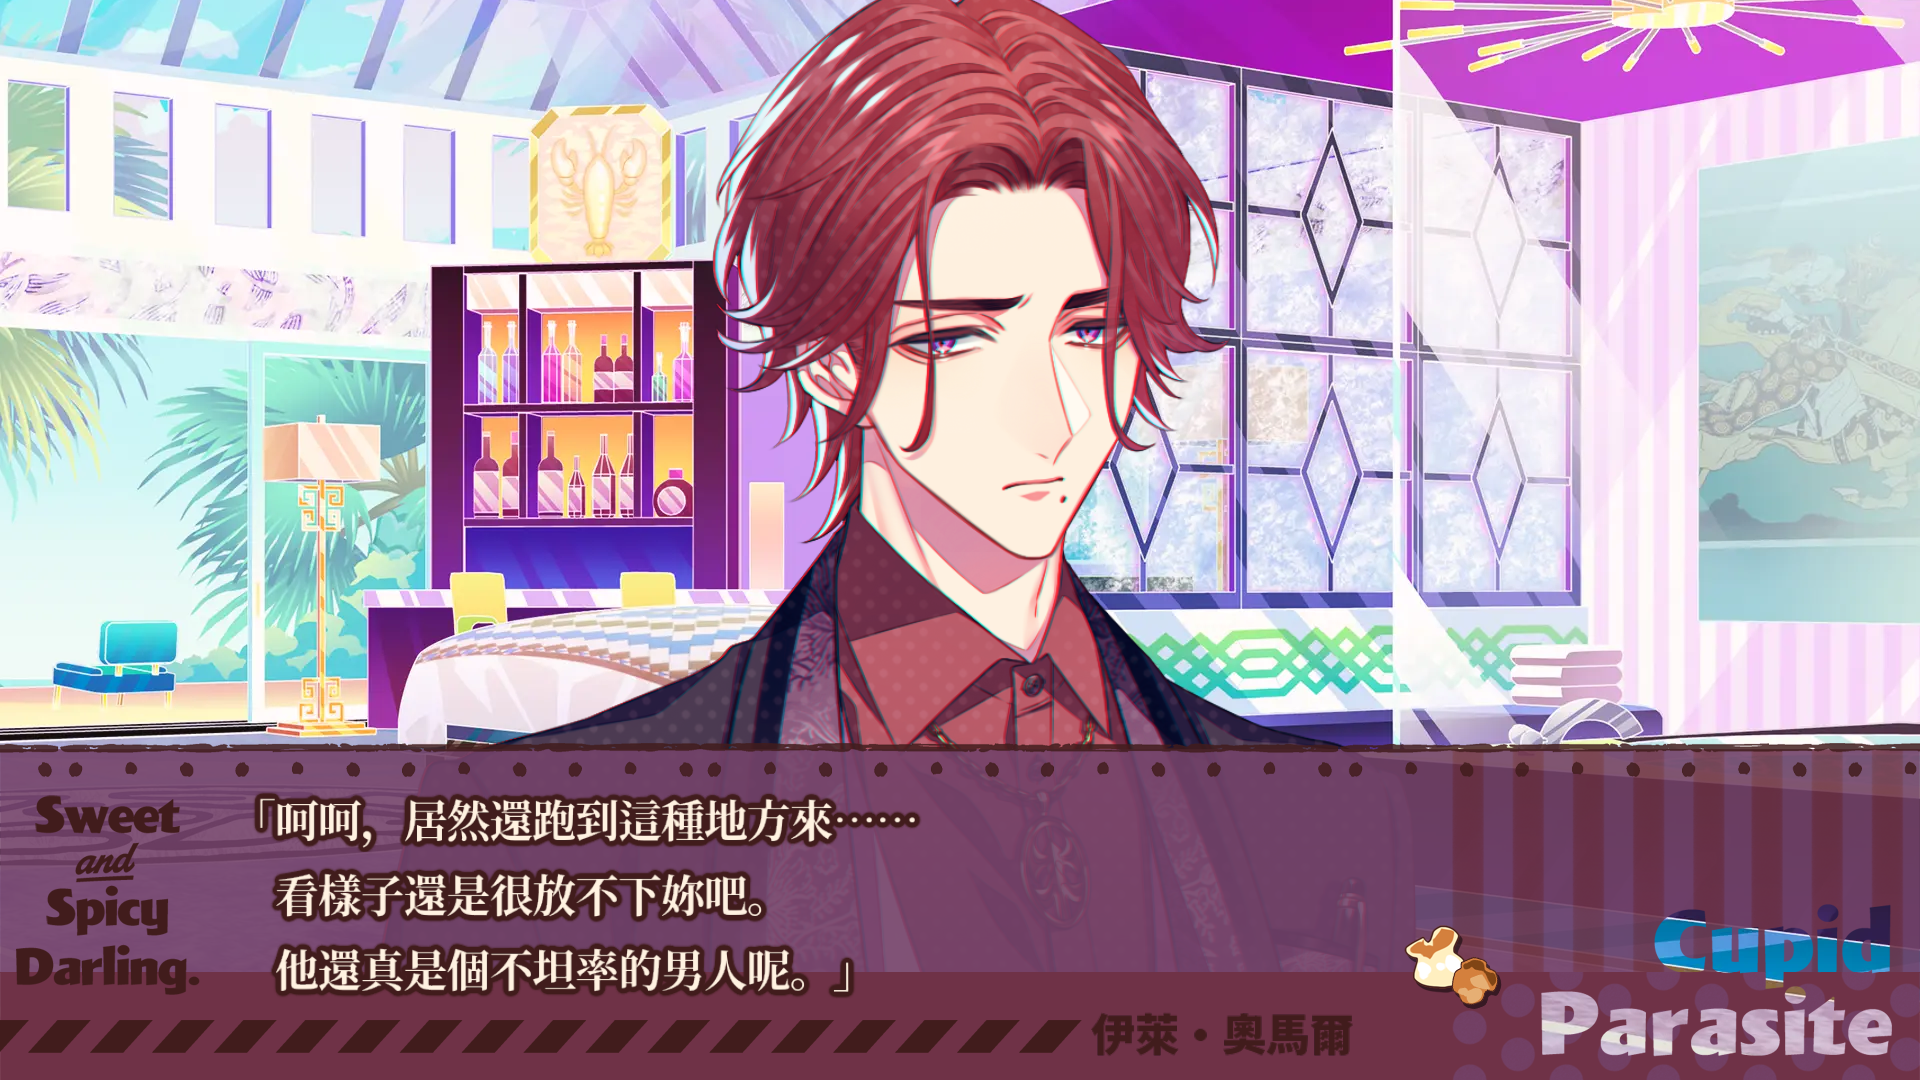 「呵呵，居然還跑到這種地方來……
看樣子還是很放不下妳吧。
他還真是個不坦率的男人呢。」
Sweet
and
Spicy
Darling.
伊萊・奧馬爾
Cupid
Parasite